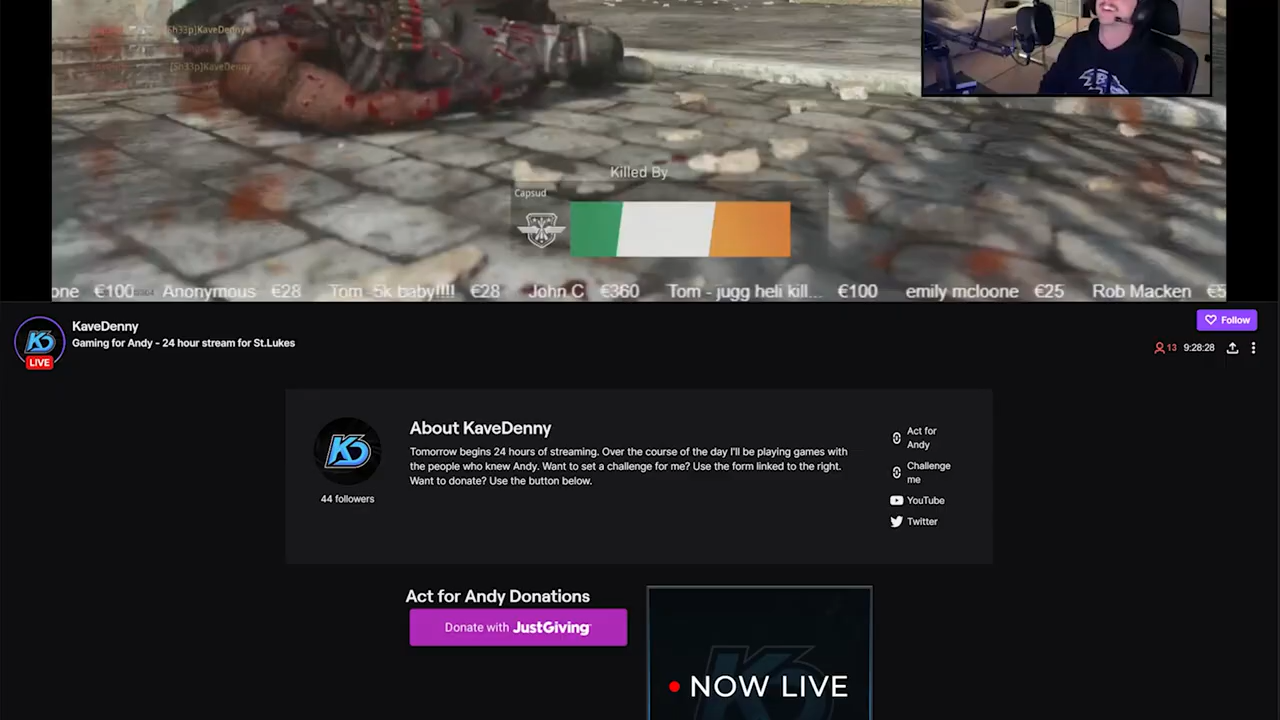 [Sh33p]KaveDenny
[Sh33p]KaveDenny
Killed By
Capsud
one €100 Anonymous €28 Tom 5k baby!!!! €28 John C €360 Tom - jugg heli kill... €100 emily mcloone €25 Rob Macken €5
KaveDenny
Gaming for Andy - 24 hour stream for St.Lukes
LIVE
Follow
13 9:28:28
About KaveDenny
Tomorrow begins 24 hours of streaming. Over the course of the day I'll be playing games with
the people who knew Andy. Want to set a challenge for me? Use the form linked to the right.
Want to donate? Use the button below.
44 followers
Act for
Andy
Challenge
me
YouTube
Twitter
Act for Andy Donations
Donate with JustGiving
NOW LIVE